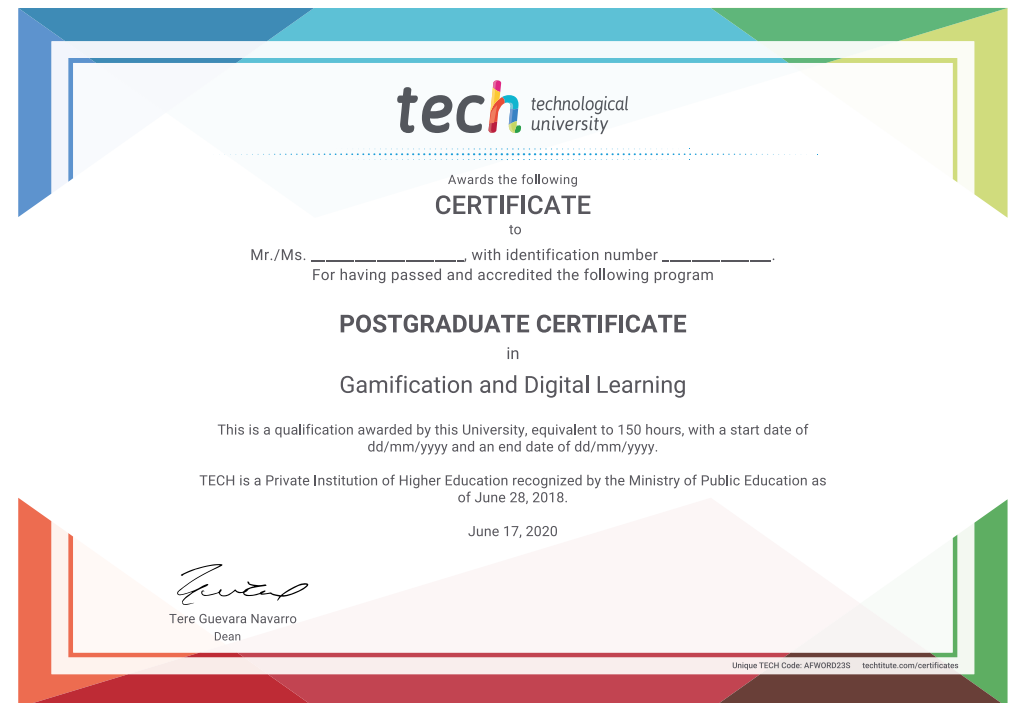 tech technological
university
Awards the following
CERTIFICATE
to
Mr./Ms. __________________, with identification number _____________.
For having passed and accredited the following program
POSTGRADUATE CERTIFICATE
in
Gamification and Digital Learning
This is a qualification awarded by this University, equivalent to 150 hours, with a start date of
dd/mm/yyyy and an end date of dd/mm/yyyy.
TECH is a Private Institution of Higher Education recognized by the Ministry of Public Education as
of June 28, 2018.
June 17, 2020
Tere Guevara Navarro
Dean
Unique TECH Code: AFWORD23S techtitute.com/certificates